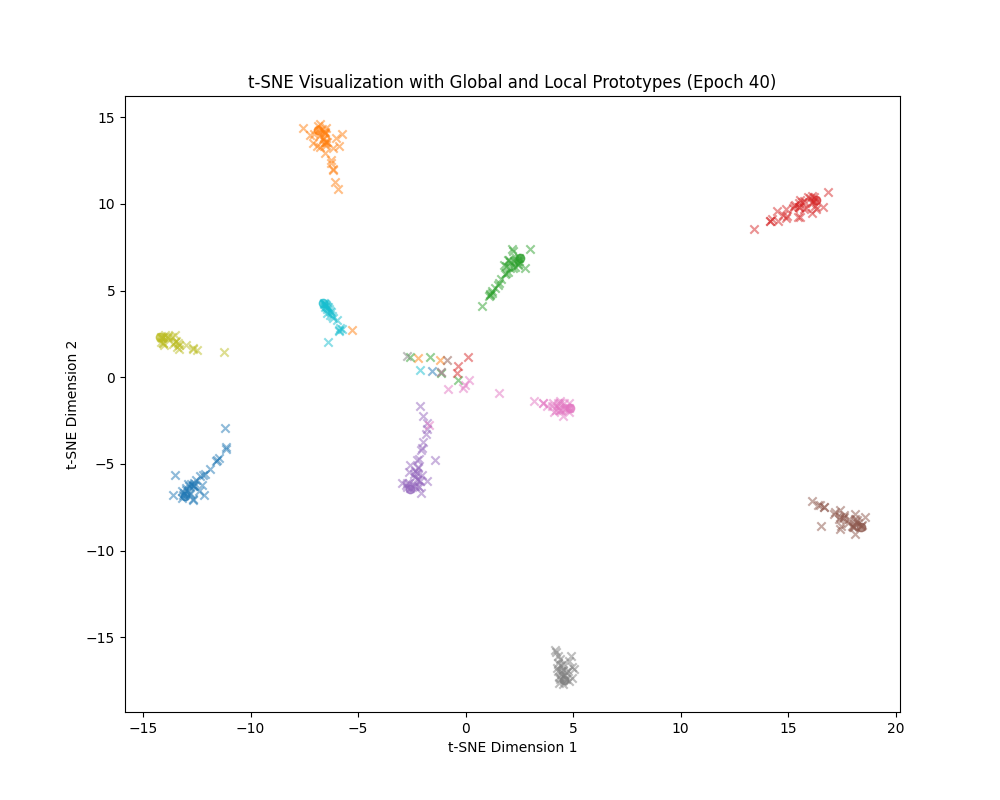 t-SNE Visualization with Global and Local Prototypes (Epoch 40)
15
10
5
0
−5
−10
−15
t-SNE Dimension 2
−15 −10 −5 0 5 10 15 20
t-SNE Dimension 1